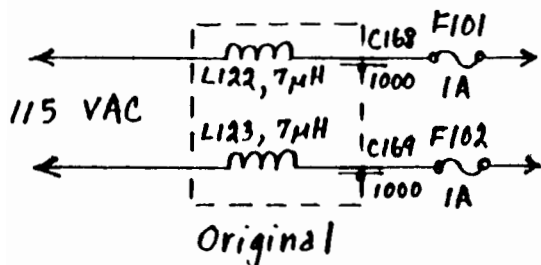 F101
C168
L122, 7μH
1000
1A
115 VAC
L123, 7μH
C169
F102
1000
1A
Original